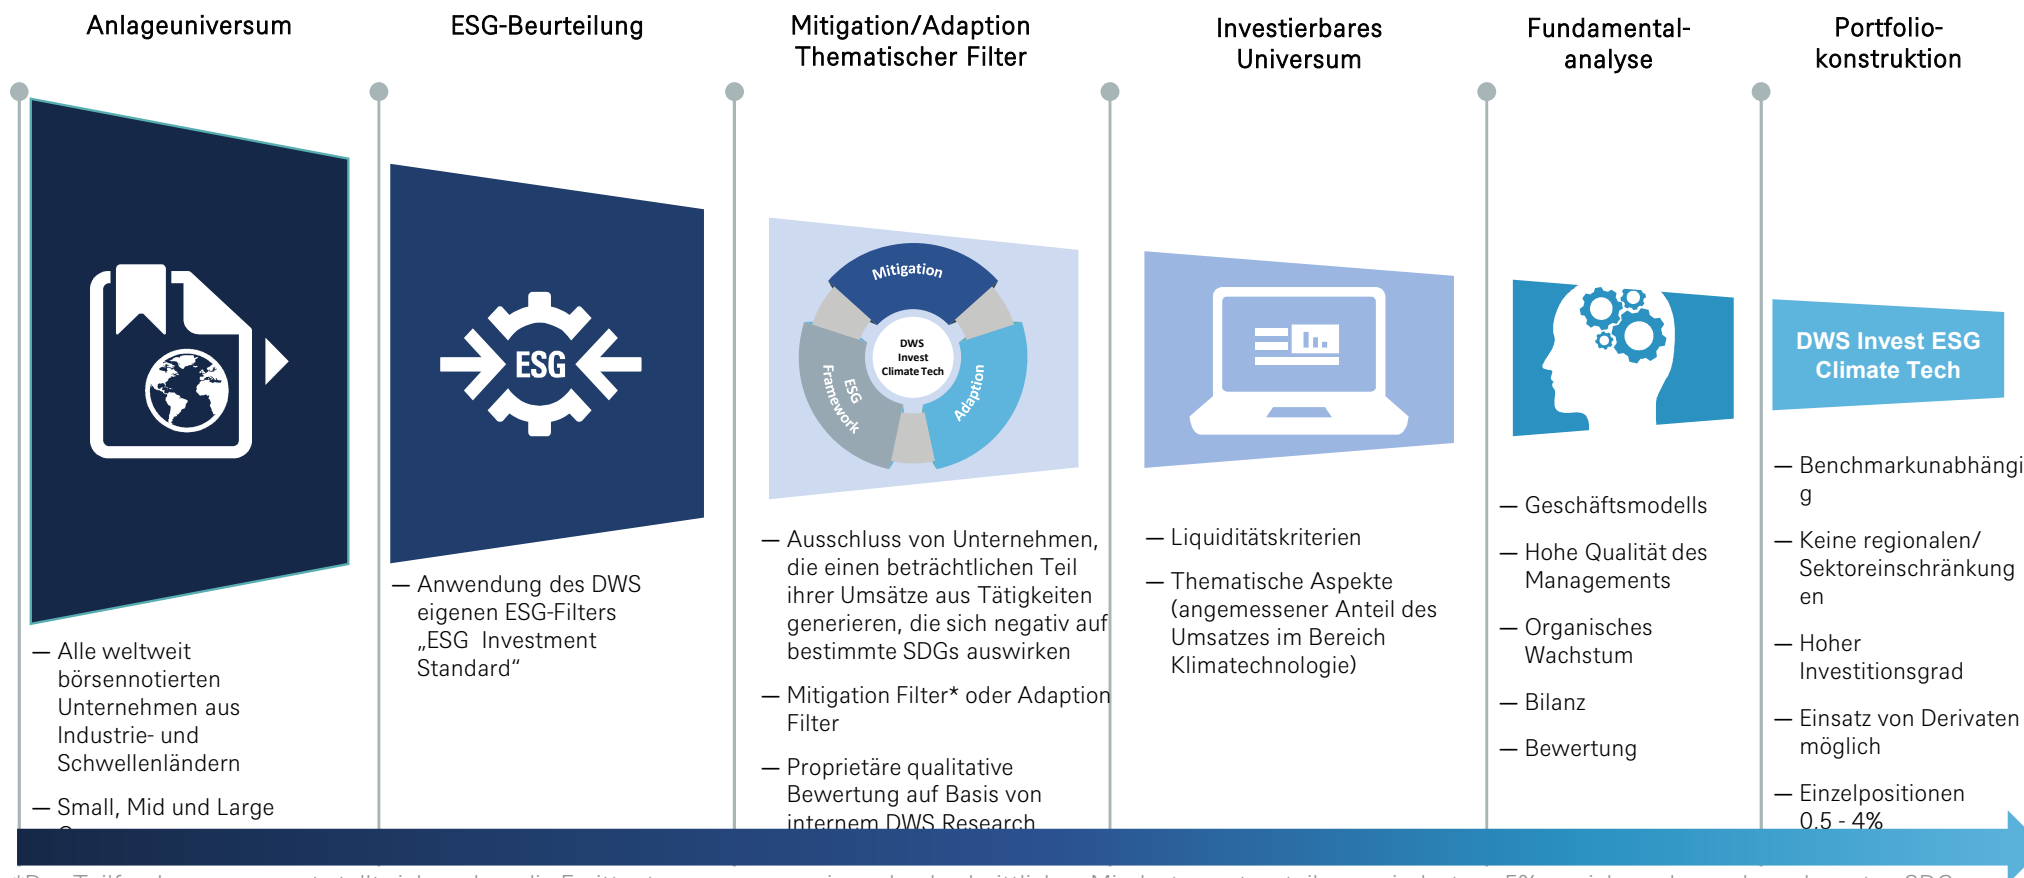 Anlageuniversum
ESG-Beurteilung
Mitigation/Adaption
Thematischer Filter
Investierbares
Universum
Fundamental-
analyse
Portfolio-
konstruktion
ESG
Mitigation
Adaption
ESG
Framework
DWS
Invest
Climate Tech
DWS Invest ESG
Climate Tech
— Alle weltweit
börsennotierten
Unternehmen aus
Industrie- und
Schwellenländern
— Small, Mid und Large
— Anwendung des DWS
eigenen ESG-Filters
„ESG Investment
Standard“
— Ausschluss von Unternehmen,
die einen beträchtlichen Teil
ihrer Umsätze aus Tätigkeiten
generieren, die sich negativ auf
bestimmte SDGs auswirken
— Mitigation Filter* oder Adaption
Filter
— Proprietäre qualitative
Bewertung auf Basis von
internem DWS Research
— Liquiditätskriterien
— Thematische Aspekte
(angemessener Anteil des
Umsatzes im Bereich
Klimatechnologie)
— Geschäftsmodells
— Hohe Qualität des
Managements
— Organisches
Wachstum
— Bilanz
— Bewertung
— Benchmarkunabhängi
g
— Keine regionalen/
Sektoreinschränkung
en
— Hoher
Investitionsgrad
— Einsatz von Derivaten
möglich
— Einzelpositionen
0,5 - 4%